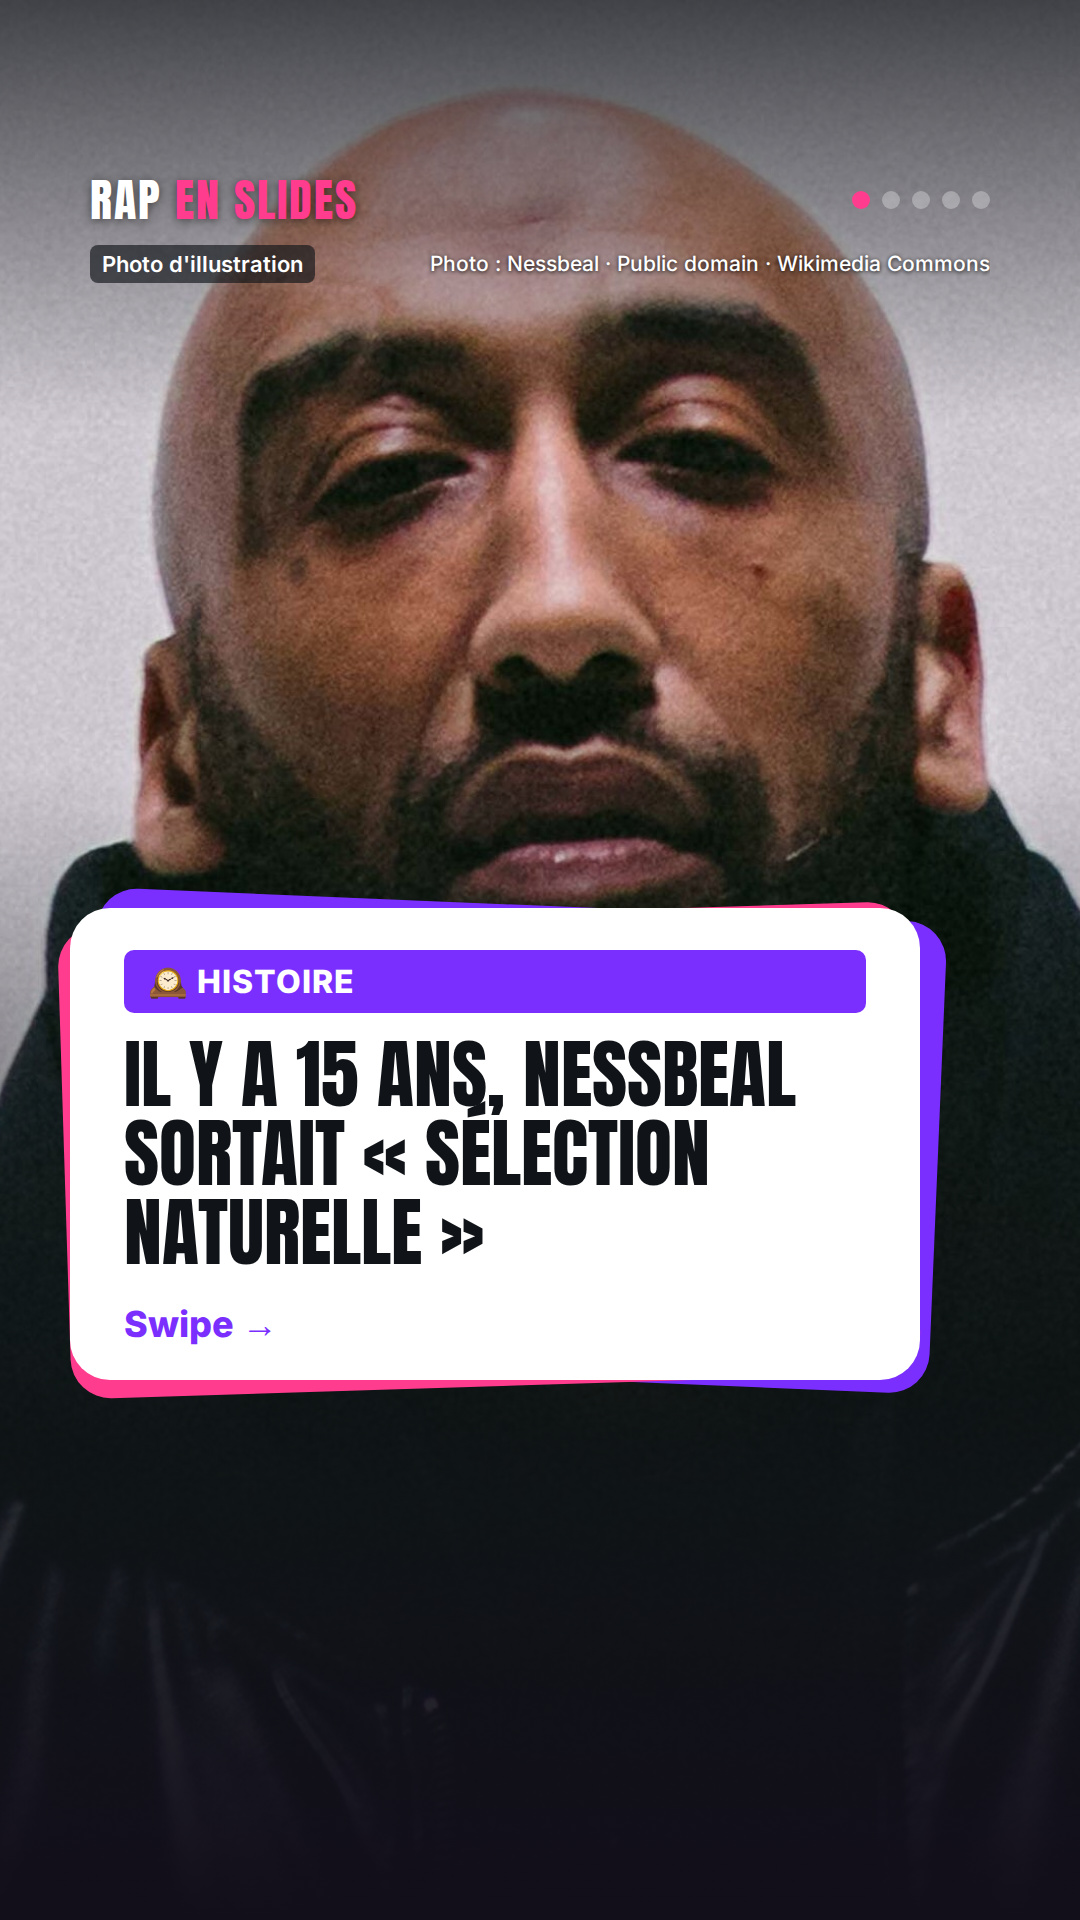 RAP EN SLIDES
Photo d'illustration
Photo : Nessbeal · Public domain · Wikimedia Commons
🕰️ HISTOIRE
IL Y A 15 ANS, NESSBEAL
SORTAIT « SÉLECTION
NATURELLE »
Swipe →